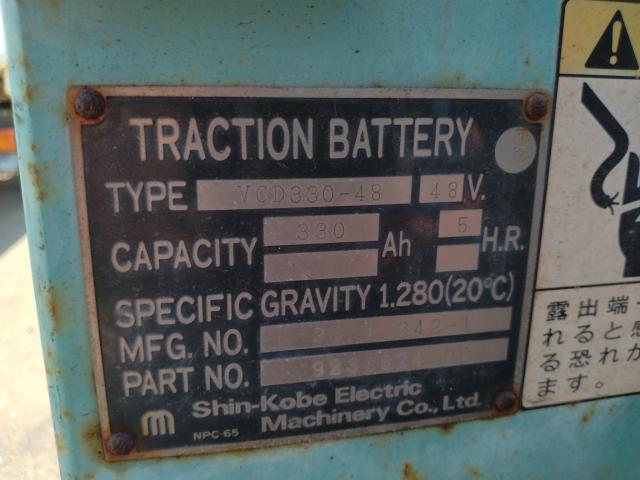 TRACTION BATTERY
TYPE VCD330-48 48 V.
CAPACITY 330 Ah 5 H.R.
SPECIFIC GRAVITY 1.280(20°C)
MFG. NO.
PART NO.
Shin-Kobe Electric
Machinery Co., Ltd.
NPC-65
露出端
れると感
る恐れが
ます。